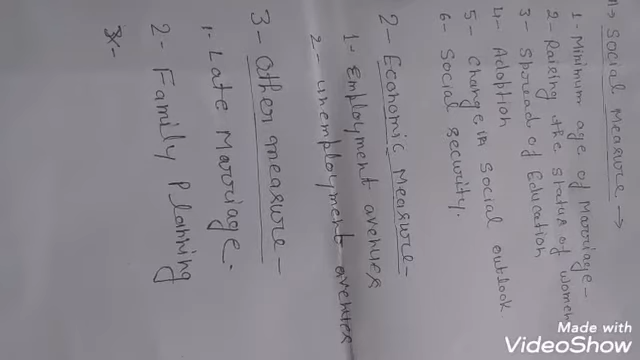 1→ Social Measure →
1- Minimum age of Marriage-
2- Raising the status of women
3- Spread of Education
4- Adoption
5- Change in Social outlook
6- Social Security.
2- Economic Measure-
1- Employment avenues
2- unemployment avenues
3- Other measure-
1- Late Marriage.
2- Family Planning
3-
Made with
VideoShow